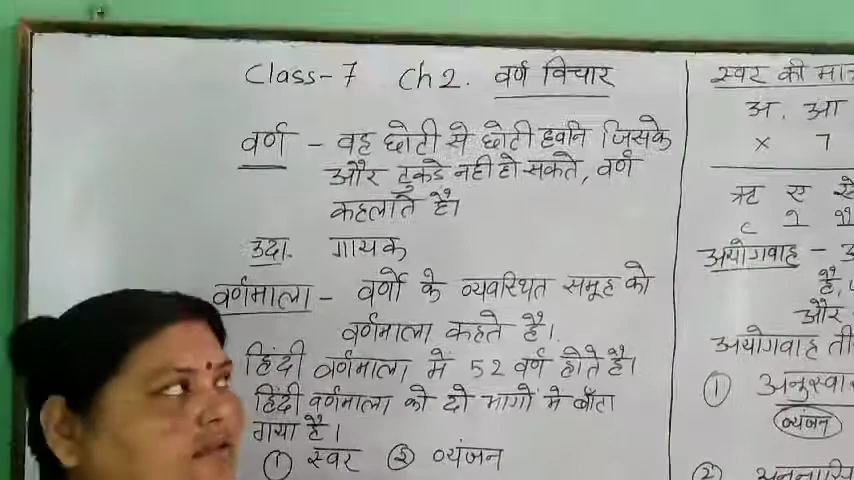 Class-7 Ch2. वर्ण विचार
वर्ण - वह छोटी से छोटी ध्वनि जिसके
और टुकडे नही हो सकते, वर्ण
कहलाते है।
उदा. गायक
वर्णमाला - वर्णो के व्यवस्थित समूह को
वर्णमाला कहते है।
हिंदी वर्णमाला में 52 वर्ण होते है।
हिंदी वर्णमाला को दो भागों मे बाँटा
गया है।
① स्वर ② व्यंजन
स्वर की
अ. आ
x ा
ऋ ए
ृ े
अयोगवाह -
है,
और
अयोगवाह
①
व्यंजन
②